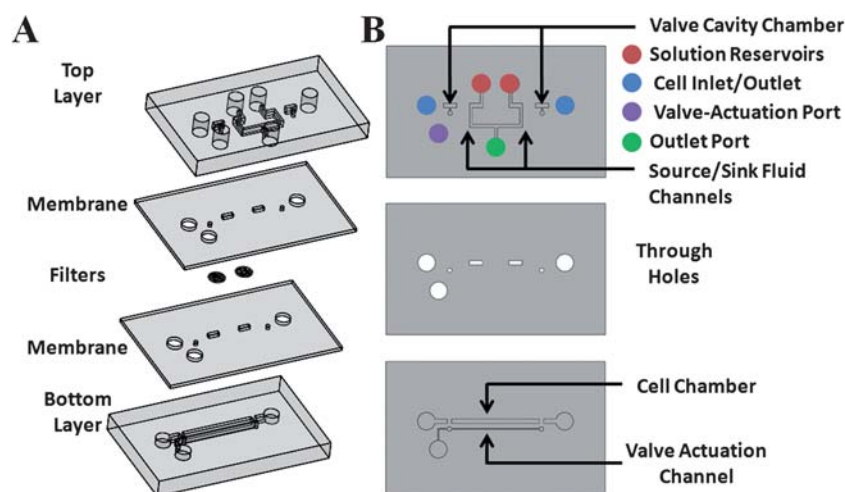 A
Top
Layer
Membrane
Filters
Membrane
Bottom
Layer
B
Valve Cavity Chamber
Solution Reservoirs
Cell Inlet/Outlet
Valve-Actuation Port
Outlet Port
Source/Sink Fluid
Channels
Through
Holes
Cell Chamber
Valve Actuation
Channel